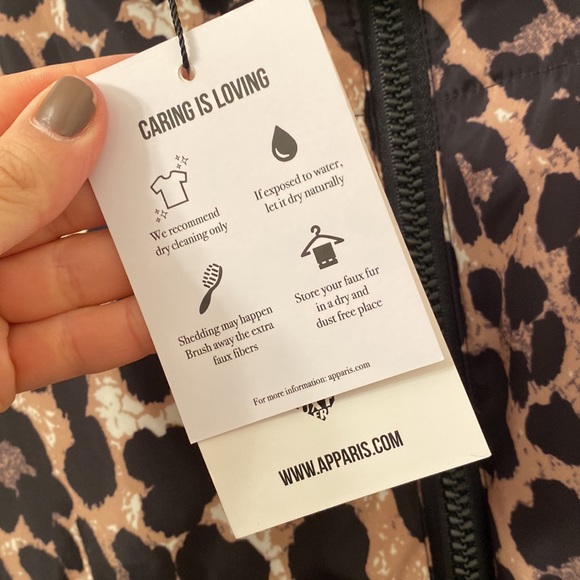 CARING IS LOVING
We recommend
dry cleaning only
If exposed to water,
let it dry naturally
Shedding may happen
Brush away the extra
faux fibers
Store your faux fur
in a dry and
dust free place
For more information: apparis.com
WWW.APPARIS.COM